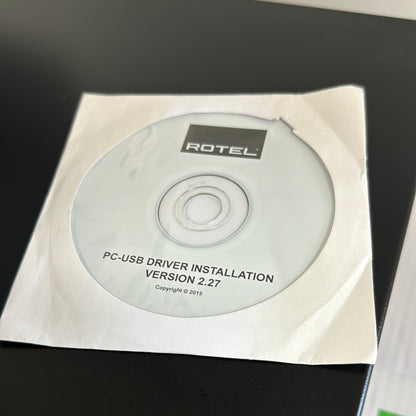 ROTEL®
PC-USB DRIVER INSTALLATION
VERSION 2.27
Copyright © 2015